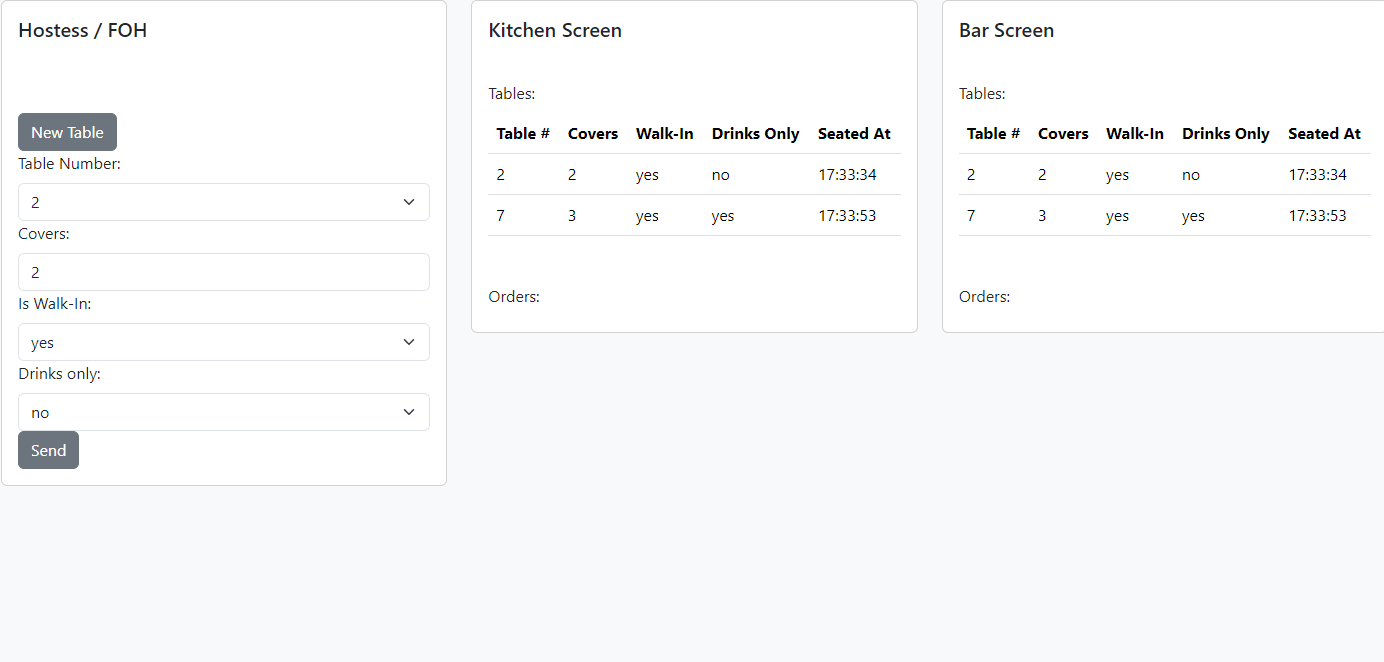 Hostess / FOH
New Table
Table Number:
2
Covers:
2
Is Walk-In:
yes
Drinks only:
no
Send
Kitchen Screen
Tables:
Table # Covers Walk-In Drinks Only Seated At
2 2 yes no 17:33:34
7 3 yes yes 17:33:53
Orders:
Bar Screen
Tables:
Table # Covers Walk-In Drinks Only Seated At
2 2 yes no 17:33:34
7 3 yes yes 17:33:53
Orders: